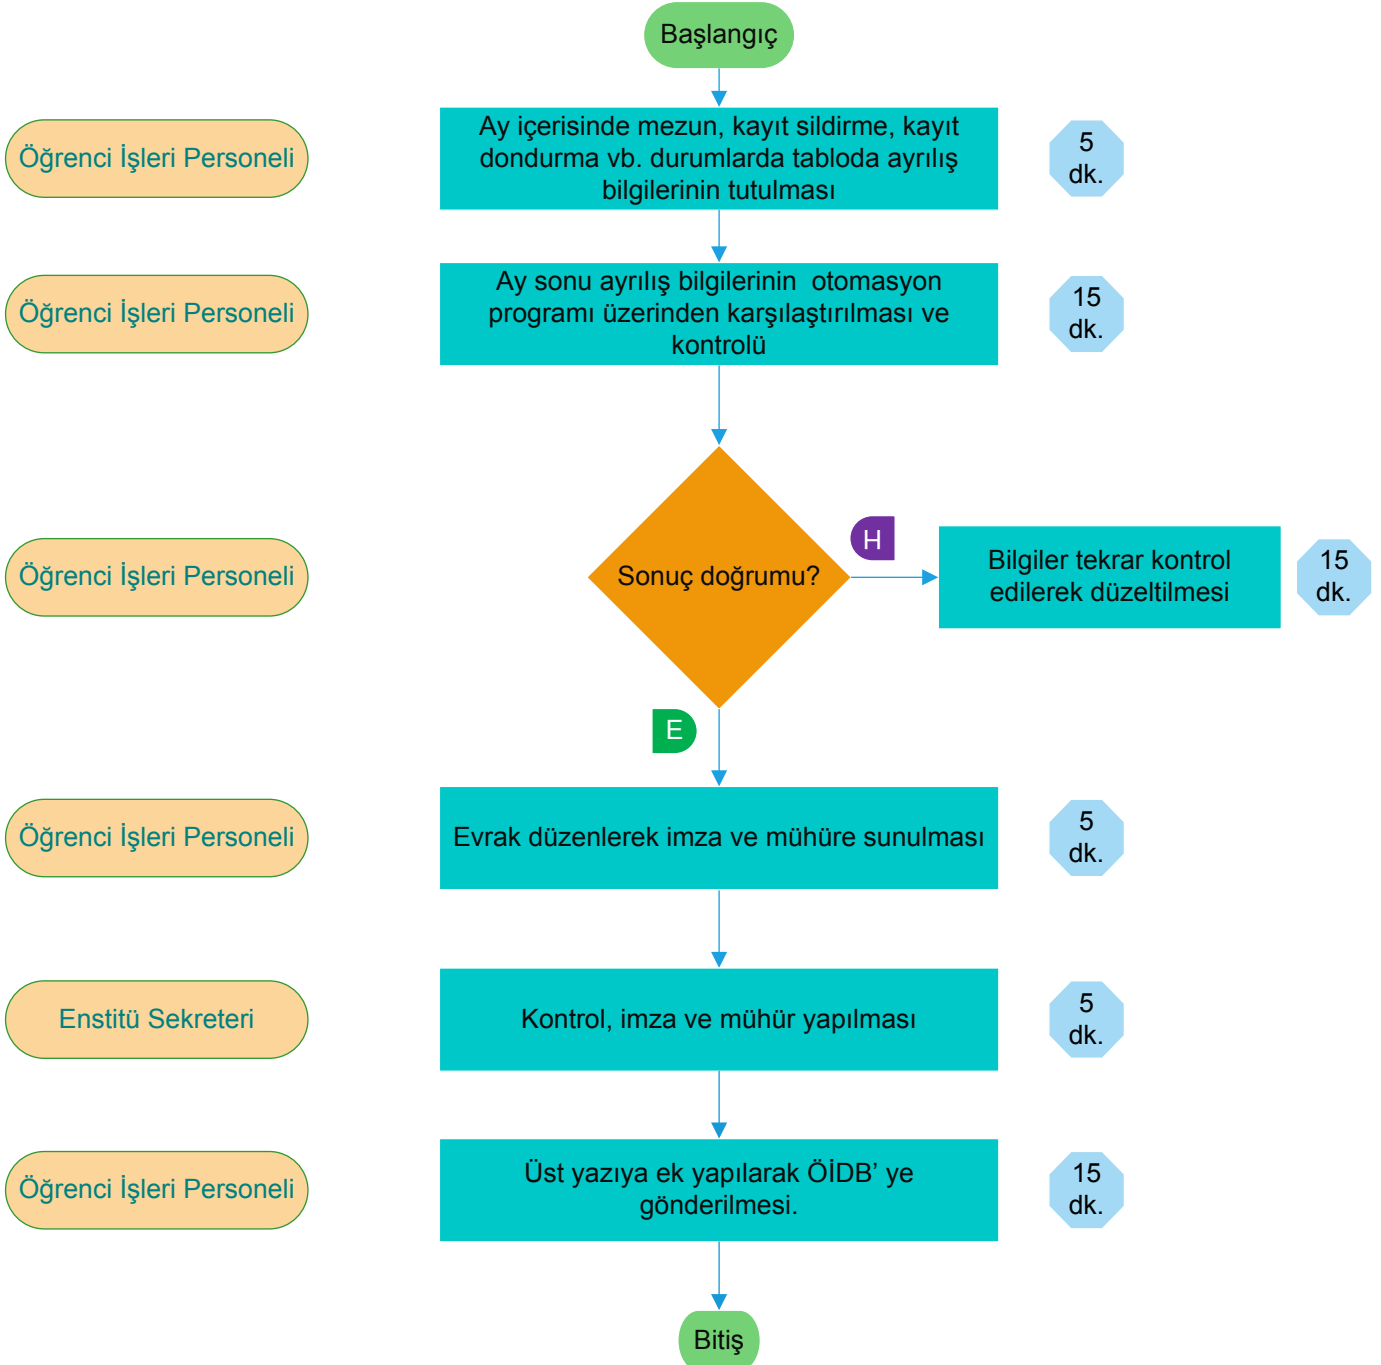 Başlangıç
Öğrenci İşleri Personeli
Ay içerisinde mezun, kayıt sildirme, kayıt
dondurma vb. durumlarda tabloda ayrılış
bilgilerinin tutulması
5
dk.
Öğrenci İşleri Personeli
Ay sonu ayrılış bilgilerinin  otomasyon
programı üzerinden karşılaştırılması ve
kontrolü
15
dk.
Öğrenci İşleri Personeli
Sonuç doğrumu?
H
Bilgiler tekrar kontrol
edilerek düzeltilmesi
15
dk.
E
Öğrenci İşleri Personeli
Evrak düzenlerek imza ve mühüre sunulması
5
dk.
Enstitü Sekreteri
Kontrol, imza ve mühür yapılması
5
dk.
Öğrenci İşleri Personeli
Üst yazıya ek yapılarak ÖİDB’ ye
gönderilmesi.
15
dk.
Bitiş